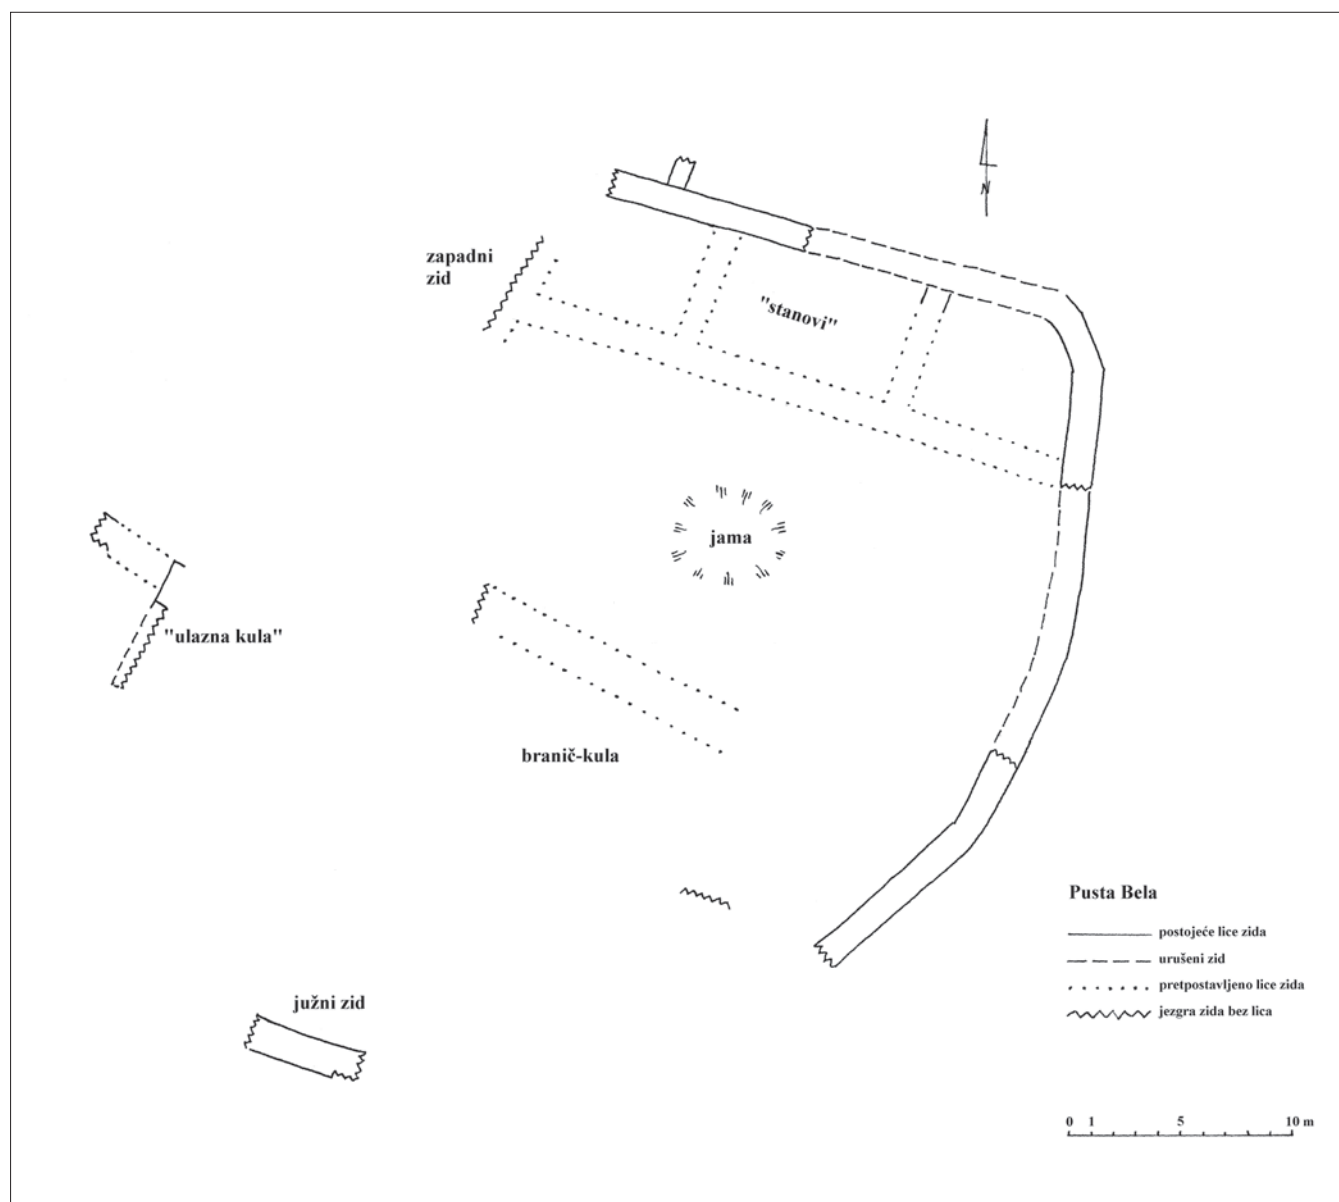 N
zapadni
zid
"stanovi"
jama
"ulazna kula"
branič-kula
južni zid
Pusta Bela
postojeće lice zida
urušeni zid
pretpostavljeno lice zida
jezgra zida bez lica
0 1 5 10 m